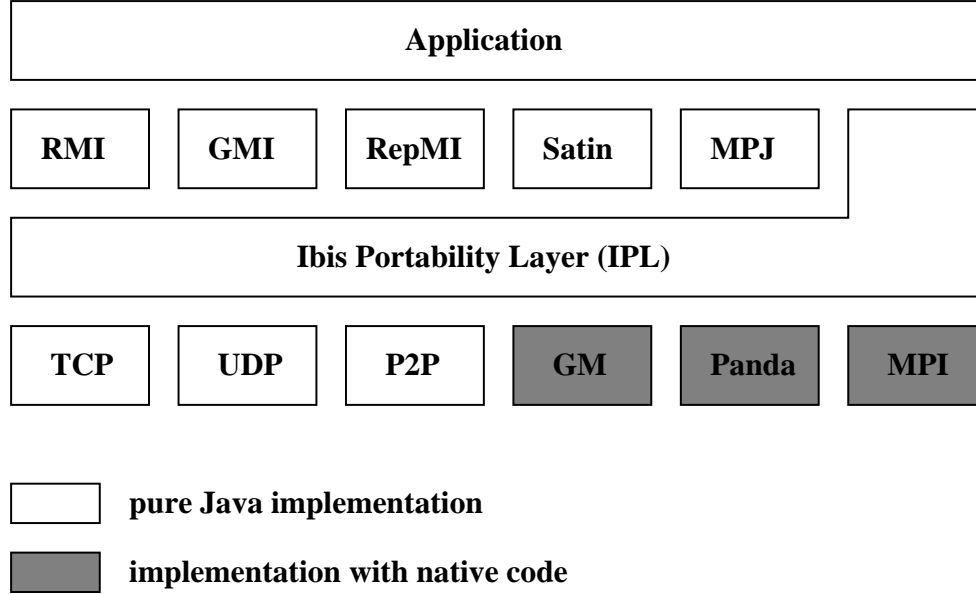 Application
RMI GMI RepMI Satin MPJ
Ibis Portability Layer (IPL)
TCP UDP P2P GM Panda MPI
pure Java implementation
implementation with native code